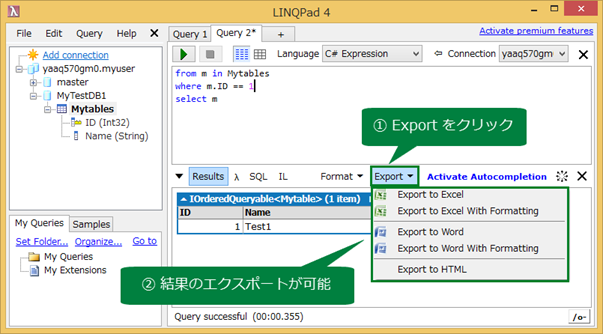 LINQPad 4
File Edit Query Help
Query 1 Query 2* +
Activate premium features
Add connection
yaaq570gm0.myuser
master
MyTestDB1
Mytables
ID (Int32)
Name (String)
Language C# Expression Connection yaaq570gm0.myu
from m in Mytables
where m.ID == 1
select m
① Export をクリック
Results λ SQL IL Format Export Activate Autocompletion
IOrderedQueryable<Mytable> (1 item)
ID Name
1 Test1
Export to Excel
Export to Excel With Formatting
Export to Word
Export to Word With Formatting
Export to HTML
② 結果のエクスポートが可能
My Queries Samples
Set Folder... Organize... Go to
My Queries
My Extensions
Query successful (00:00.355)
/o-